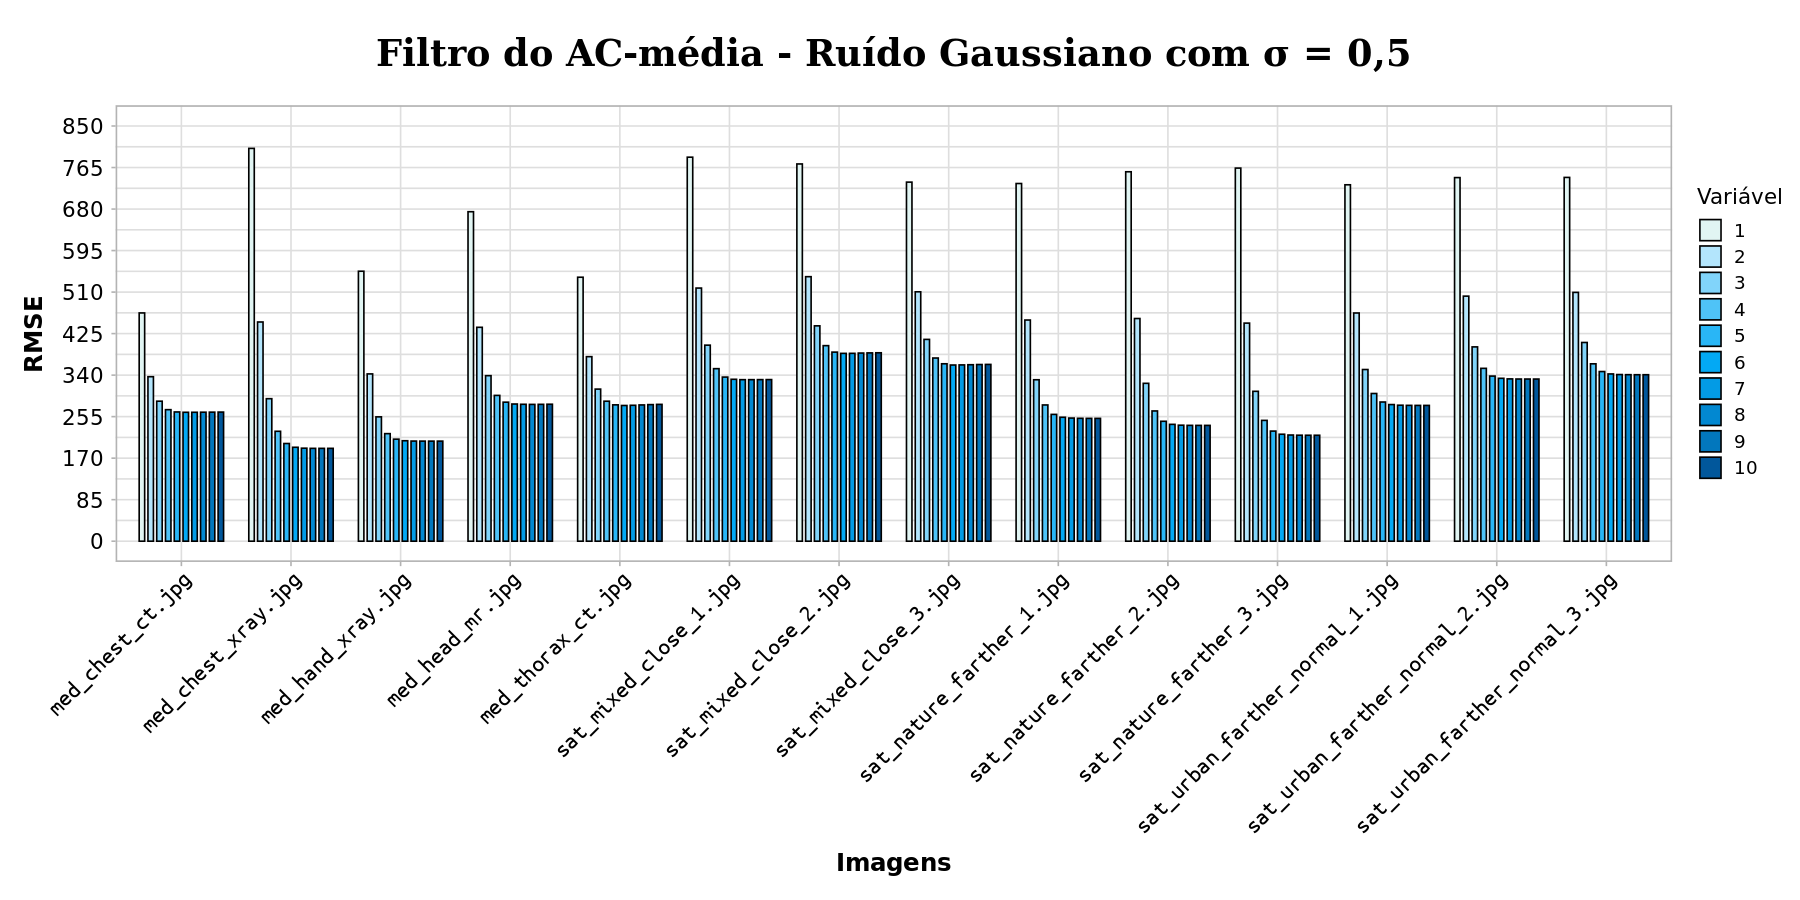 Filtro do AC-média - Ruído Gaussiano com σ = 0,5
RMSE
850
765
680
595
510
425
340
255
170
85
0
med_chest_ct.jpg
med_chest_xray.jpg
med_hand_xray.jpg
med_head_mr.jpg
med_thorax_ct.jpg
sat_mixed_close_1.jpg
sat_mixed_close_2.jpg
sat_mixed_close_3.jpg
sat_nature_farther_1.jpg
sat_nature_farther_2.jpg
sat_nature_farther_3.jpg
sat_urban_farther_normal_1.jpg
sat_urban_farther_normal_2.jpg
sat_urban_farther_normal_3.jpg
Imagens
Variável
1
2
3
4
5
6
7
8
9
10